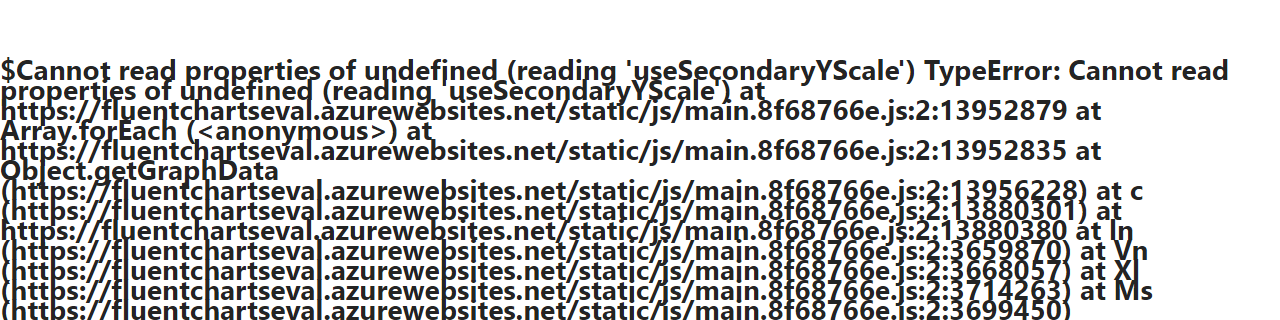 $Cannot read properties of undefined (reading 'useSecondaryYScale') TypeError: Cannot read
properties of undefined (reading 'useSecondaryYScale') at
https://fluentchartseval.azurewebsites.net/static/js/main.8f68766e.js:2:13952879 at
Array.forEach (<anonymous>) at
https://fluentchartseval.azurewebsites.net/static/js/main.8f68766e.js:2:13952835 at
Object.getGraphData
(https://fluentchartseval.azurewebsites.net/static/js/main.8f68766e.js:2:13956228) at c
(https://fluentchartseval.azurewebsites.net/static/js/main.8f68766e.js:2:13880301) at
https://fluentchartseval.azurewebsites.net/static/js/main.8f68766e.js:2:13880380 at ln
(https://fluentchartseval.azurewebsites.net/static/js/main.8f68766e.js:2:3659870) at Vn
(https://fluentchartseval.azurewebsites.net/static/js/main.8f68766e.js:2:3668057) at Xl
(https://fluentchartseval.azurewebsites.net/static/js/main.8f68766e.js:2:3714263) at Ms
(https://fluentchartseval.azurewebsites.net/static/js/main.8f68766e.js:2:3699450)